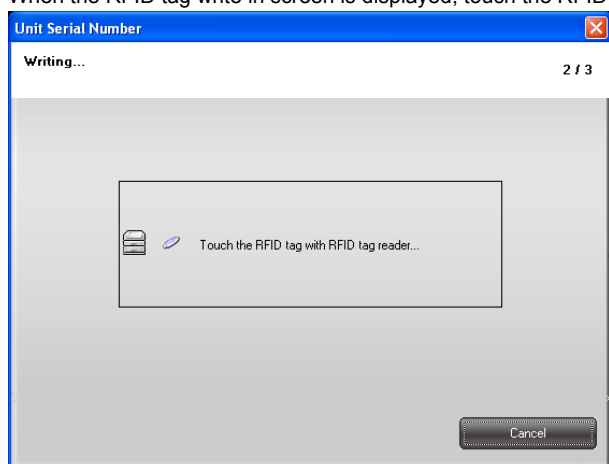 When the RFID tag write in screen is displayed, touch the RFID
Unit Serial Number
Writing...
2 / 3
Touch the RFID tag with RFID tag reader...
Cancel